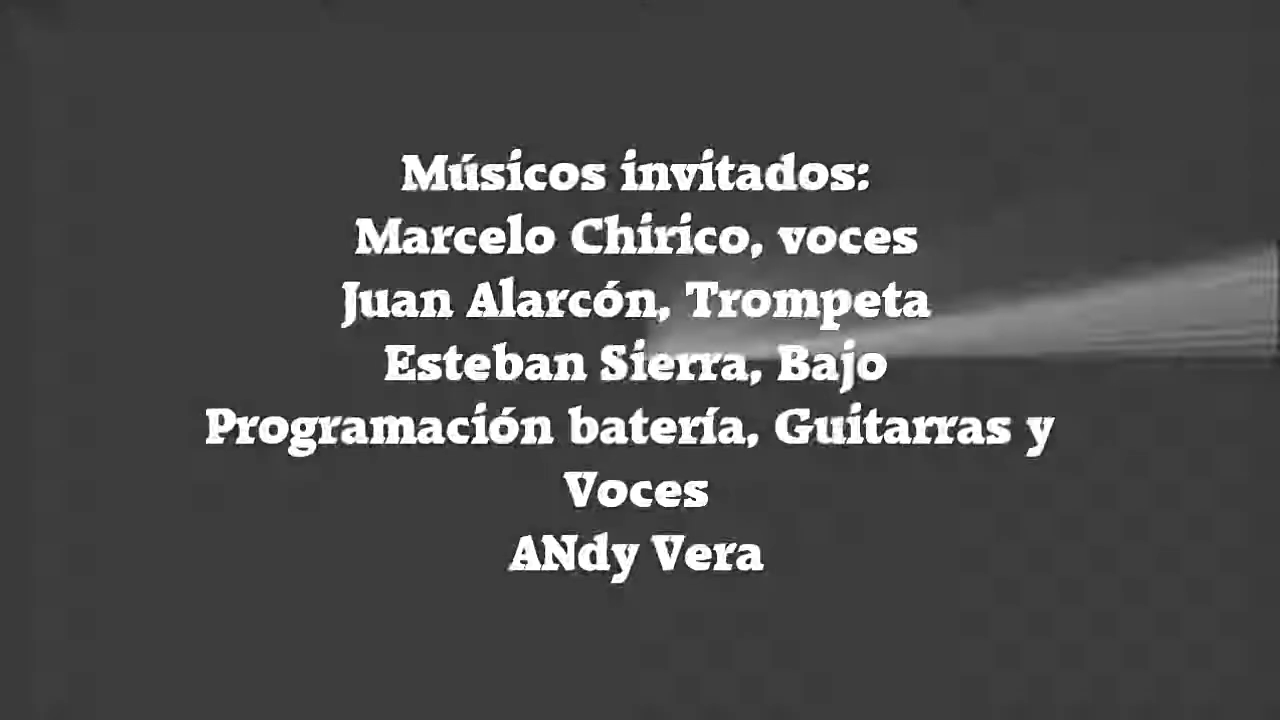 Músicos invitados:
Marcelo Chirico, voces
Juan Alarcón, Trompeta
Esteban Sierra, Bajo
Programación batería, Guitarras y
Voces
ANdy Vera